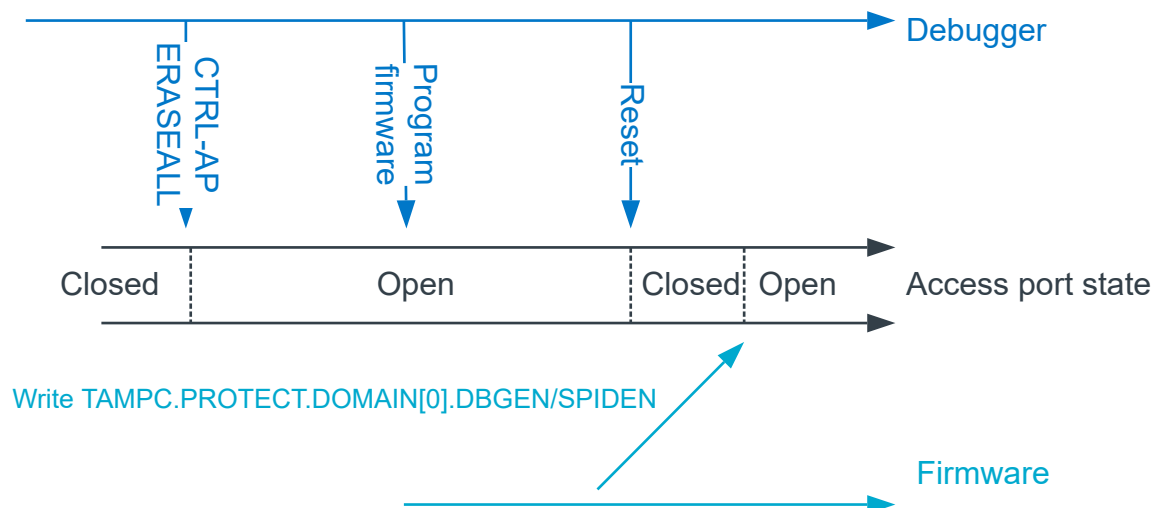 Debugger
CTRL-AP
ERASEALL
Program
firmware
Reset
Closed
Open
Closed
Open
Access port state
Write TAMPC.PROTECT.DOMAIN[0].DBGEN/SPIDEN
Firmware